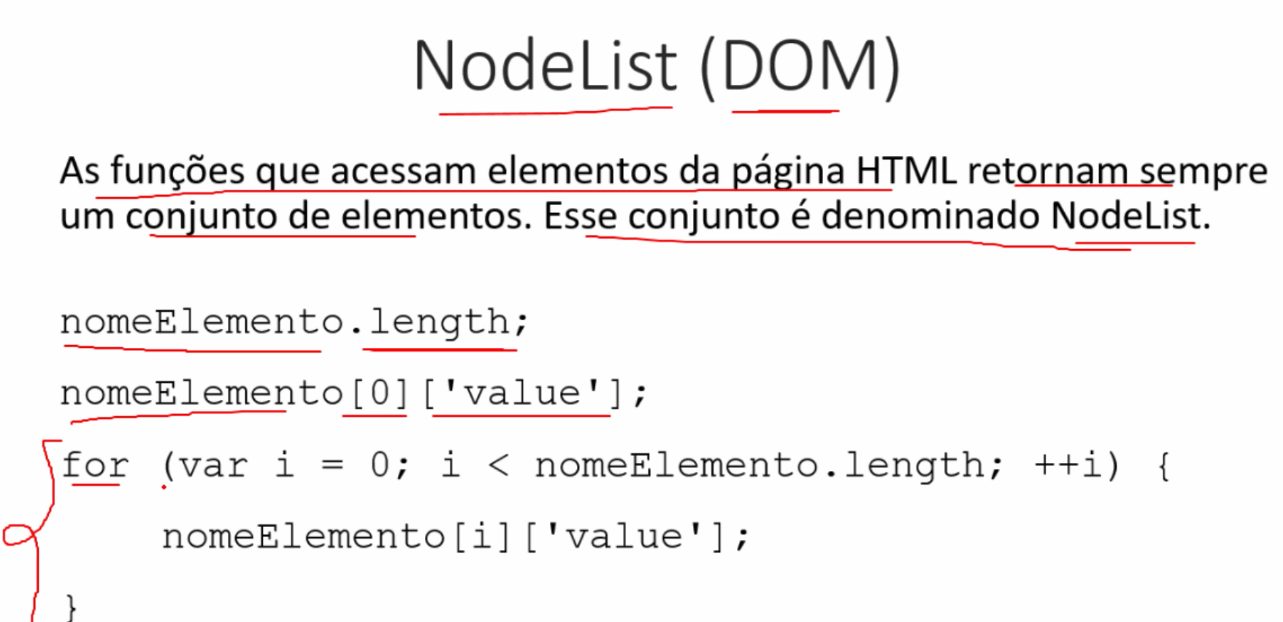 NodeList (DOM)
As funções que acessam elementos da página HTML retornam sempre
um conjunto de elementos. Esse conjunto é denominado NodeList.
nomeElemento.length;
nomeElemento[0]['value'];
for (var i = 0; i < nomeElemento.length; ++i) {
nomeElemento[i]['value'];
}